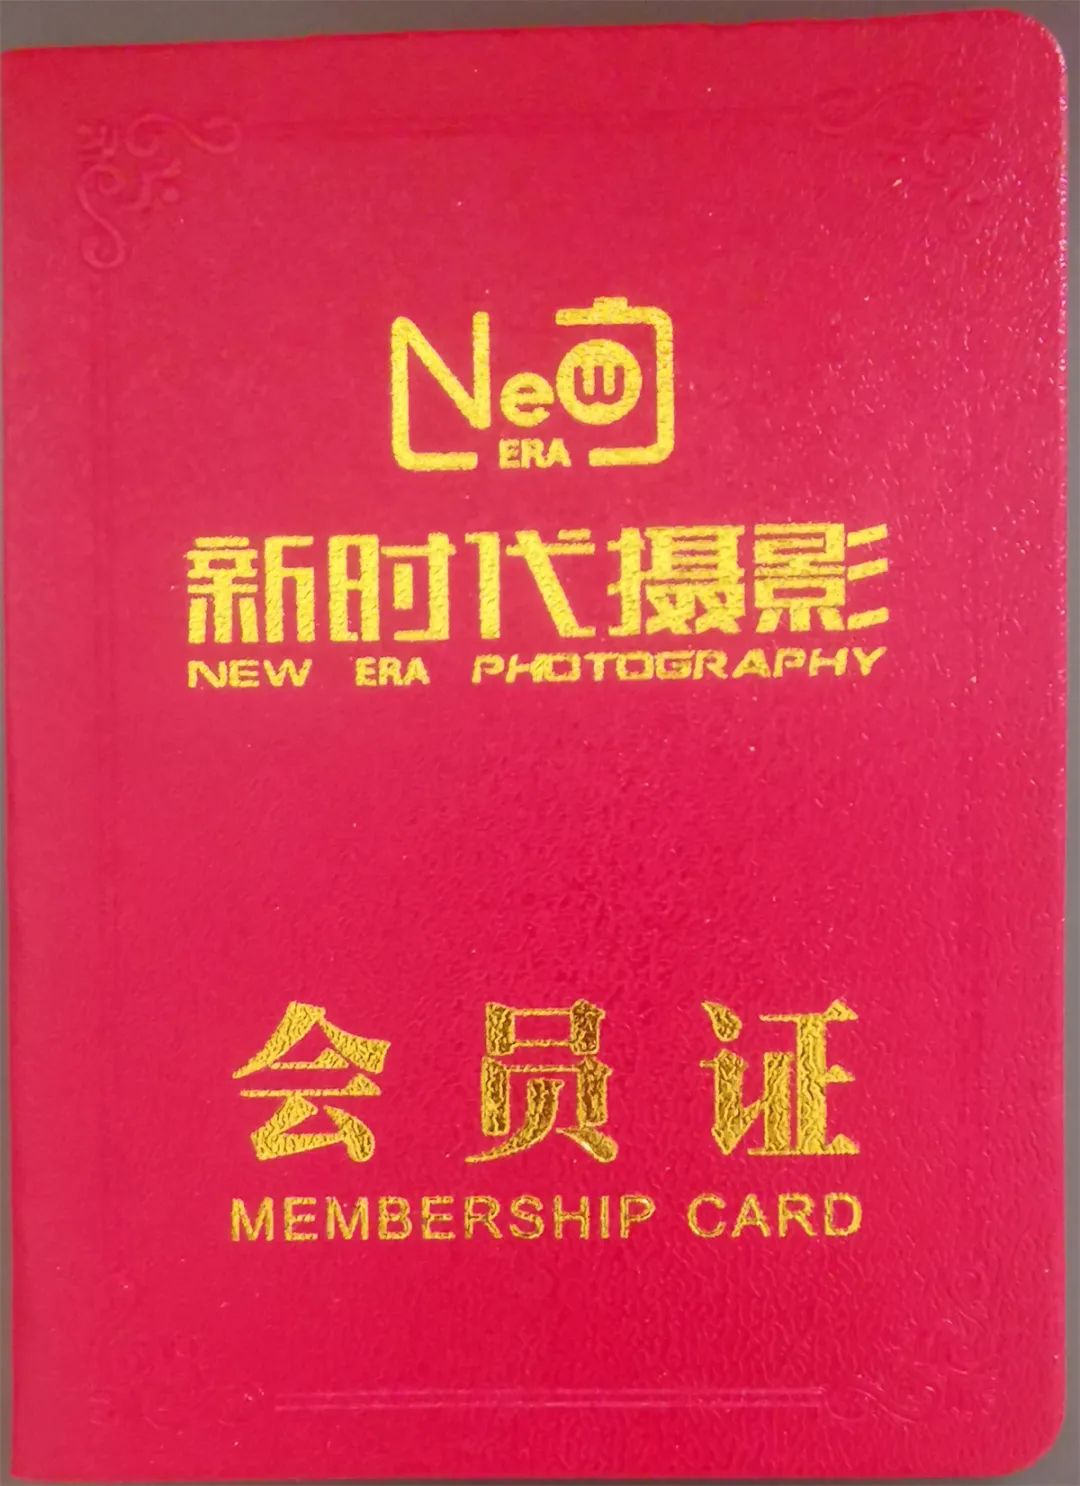 New
ERA
新时代摄影
NEW ERA PHOTOGRAPHY
会员证
MEMBERSHIP CARD